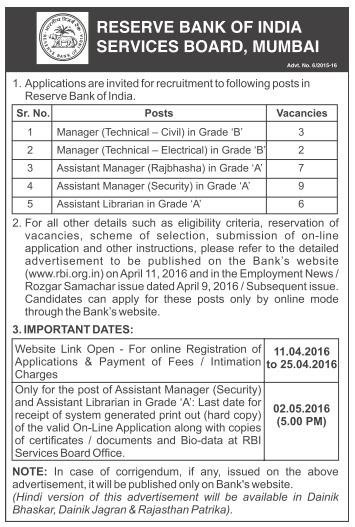 RESERVE BANK OF INDIA
SERVICES BOARD, MUMBAI
Advt. No. 6/2015-16
1. Applications are invited for recruitment to following posts in
Reserve Bank of India.
Sr. No. Posts Vacancies
1 Manager (Technical – Civil) in Grade ‘B’ 3
2 Manager (Technical – Electrical) in Grade ‘B’ 2
3 Assistant Manager (Rajbhasha) in Grade ‘A’ 7
4 Assistant Manager (Security) in Grade ‘A’ 9
5 Assistant Librarian in Grade ‘A’ 6
2. For all other details such as eligibility criteria, reservation of
vacancies, scheme of selection, submission of on-line
application and other instructions, please refer to the detailed
advertisement to be published on the Bank's website
(www.rbi.org.in) on April 11, 2016 and in the Employment News /
Rozgar Samachar issue dated April 9, 2016 / Subsequent issue.
Candidates can apply for these posts only by online mode
through the Bank's website.
3. IMPORTANT DATES:
Website Link Open - For online Registration of
Applications & Payment of Fees / Intimation
Charges
11.04.2016
to 25.04.2016
Only for the post of Assistant Manager (Security)
and Assistant Librarian in Grade ‘A’: Last date for
receipt of system generated print out (hard copy)
of the valid On-Line Application along with copies
of certificates / documents and Bio-data at RBI
Services Board Office.
02.05.2016
(5.00 PM)
NOTE: In case of corrigendum, if any, issued on the above
advertisement, it will be published only on Bank's website.
(Hindi version of this advertisement will be available in Dainik
Bhaskar, Dainik Jagran & Rajasthan Patrika).